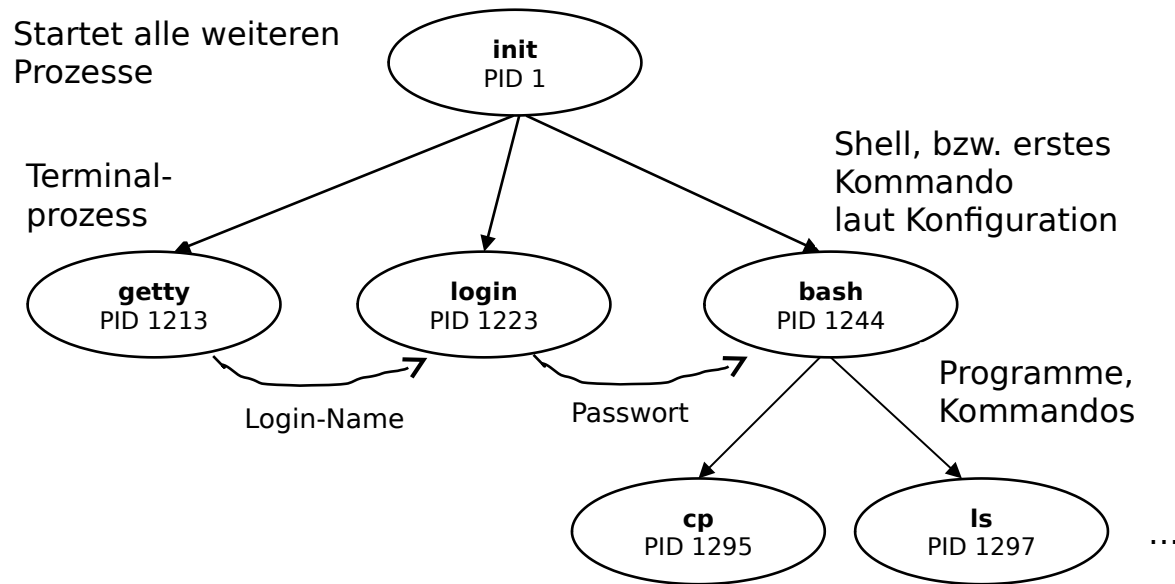 Startet alle weiteren
Prozesse
init
PID 1
Terminal-
prozess
Shell, bzw. erstes
Kommando
laut Konfiguration
getty
PID 1213
login
PID 1223
bash
PID 1244
Login-Name
Passwort
Programme,
Kommandos
cp
PID 1295
ls
PID 1297
...